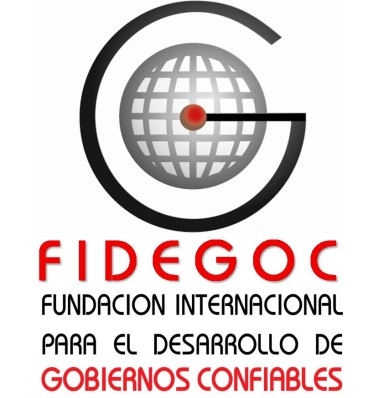 FIDEGOC
FUNDACION INTERNACIONAL
PARA EL DESARROLLO DE
GOBIERNOS CONFIABLES